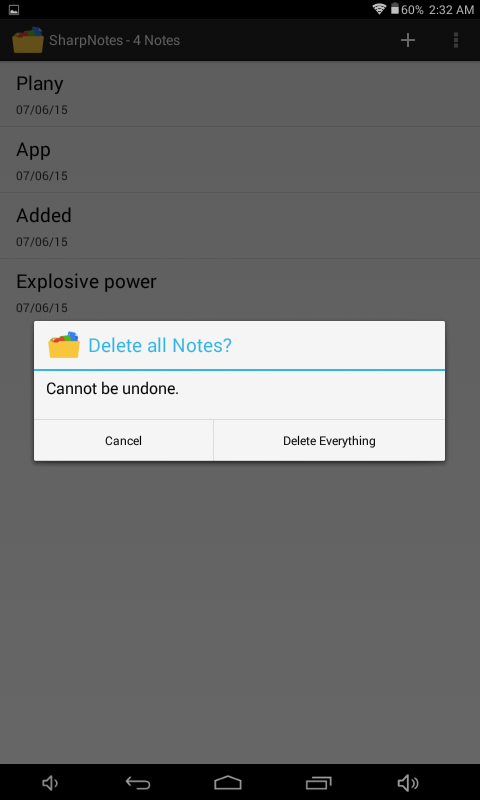 60% 2:32 AM
SharpNotes - 4 Notes
Plany
07/06/15
App
07/06/15
Added
07/06/15
Explosive power
07/06/15
Delete all Notes?
Cannot be undone.
Cancel Delete Everything